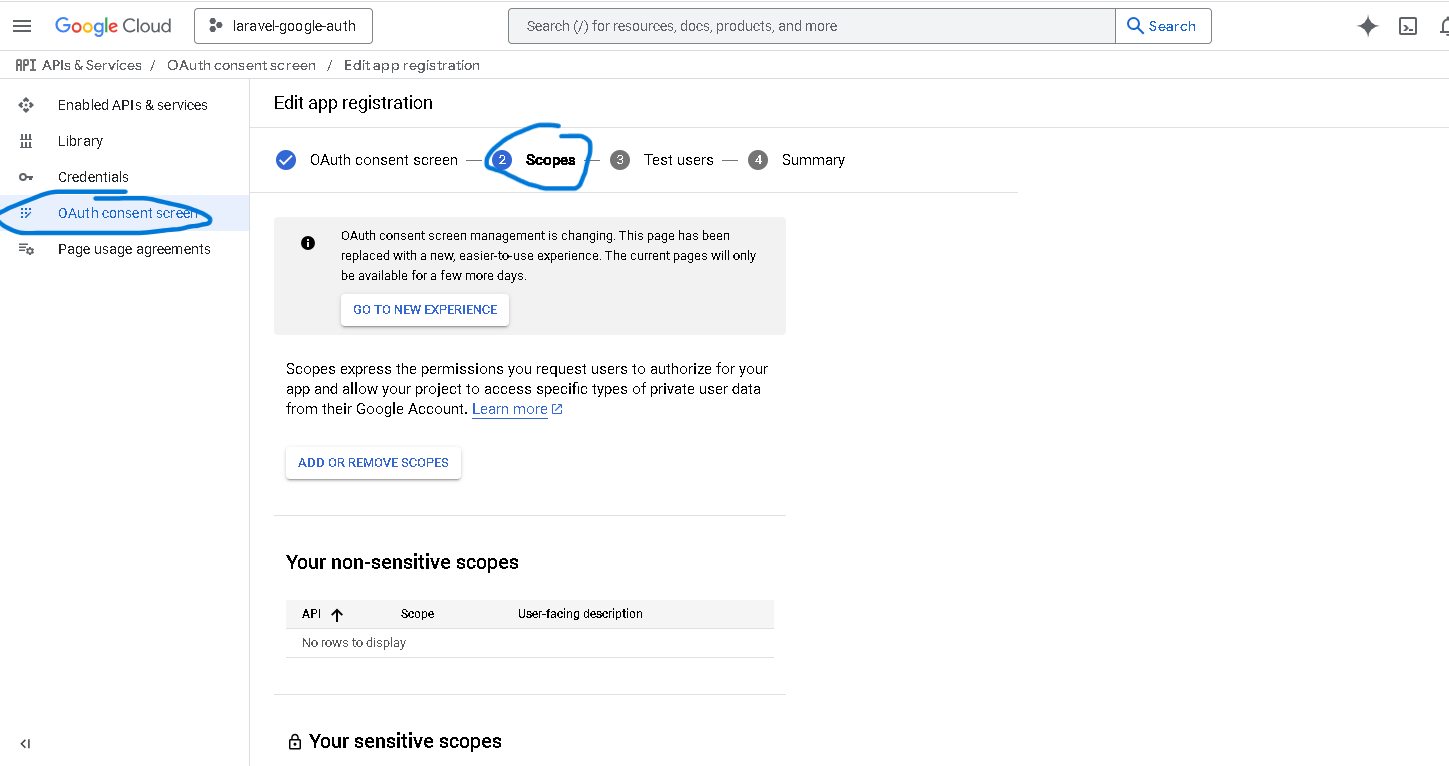 Google Cloud
laravel-google-auth
Search (/) for resources, docs, products, and more
Search
API APIs & Services / OAuth consent screen / Edit app registration
Enabled APIs & services
Library
Credentials
OAuth consent screen
Page usage agreements
Edit app registration
OAuth consent screen
2 Scopes
3 Test users
4 Summary
OAuth consent screen management is changing. This page has been
replaced with a new, easier-to-use experience. The current pages will only
be available for a few more days.
GO TO NEW EXPERIENCE
Scopes express the permissions you request users to authorize for your
app and allow your project to access specific types of private user data
from their Google Account. Learn more
ADD OR REMOVE SCOPES
Your non-sensitive scopes
API Scope User-facing description
No rows to display
Your sensitive scopes